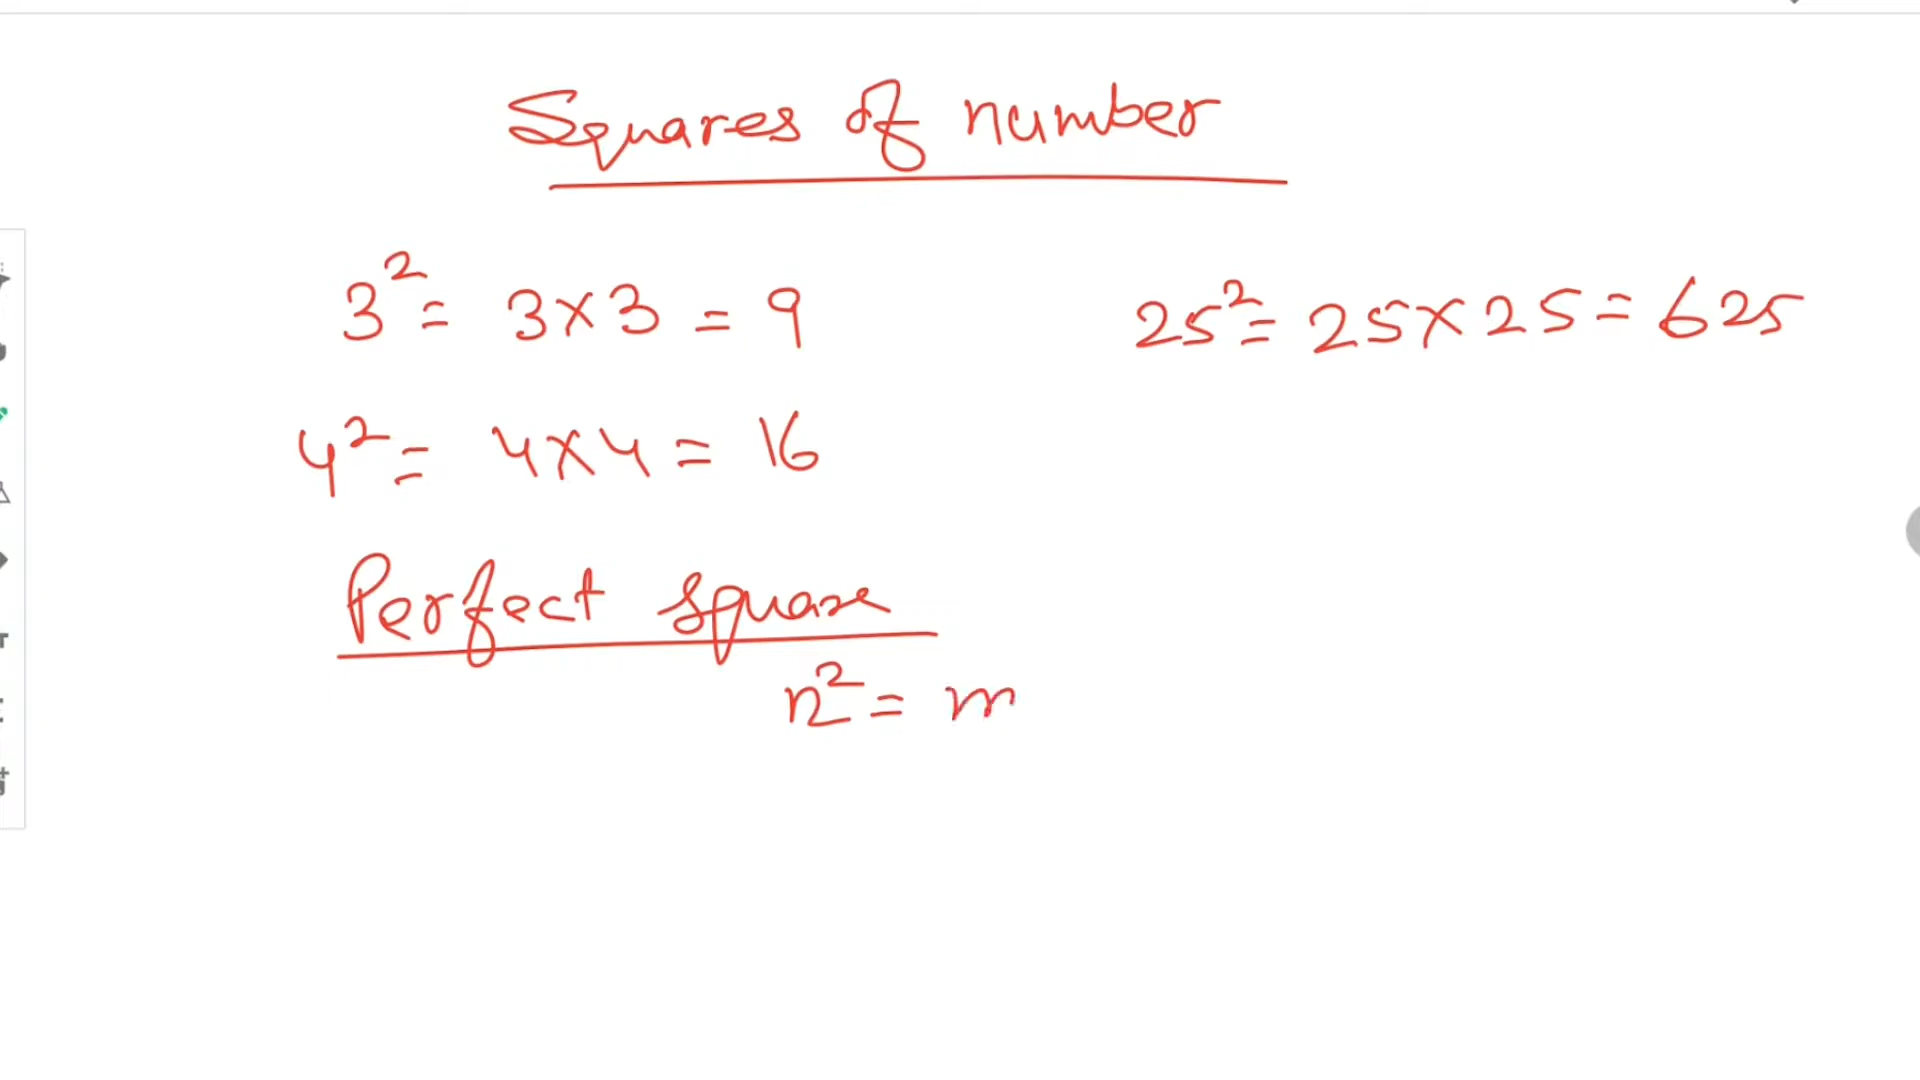 Squares of number
3² = 3×3 = 9
25² = 25×25 = 625
4² = 4×4 = 16
Perfect square
n² = m